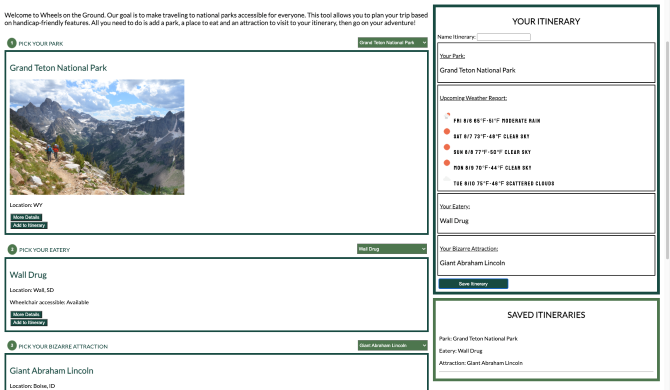 Welcome to Wheels on the Ground. Our goal is to make traveling to national parks accessible for everyone. This tool allows you to plan your trip based
on handicap-friendly features. All you need to do is add a park, a place to eat and an attraction to visit to your itinerary, then go on your adventure!
1 PICK YOUR PARK
Grand Teton National Park
Grand Teton National Park
Location: WY
More Details
Add to Itinerary
2 PICK YOUR EATERY
Wall Drug
Wall Drug
Location: Wall, SD
Wheelchair accessible: Available
More Details
Add to Itinerary
3 PICK YOUR BIZARRE ATTRACTION
Giant Abraham Lincoln
Giant Abraham Lincoln
Location: Boise, ID
YOUR ITINERARY
Name Itinerary:
Your Park:
Grand Teton National Park
Upcoming Weather Report:
FRI 8/6 65°F-51°F MODERATE RAIN
SAT 8/7 73°F-46°F CLEAR SKY
SUN 8/8 77°F-50°F CLEAR SKY
MON 8/9 70°F-44°F CLEAR SKY
TUE 8/10 75°F-46°F SCATTERED CLOUDS
Your Eatery:
Wall Drug
Your Bizarre Attraction:
Giant Abraham Lincoln
Save Itinerary
SAVED ITINERARIES
Park: Grand Teton National Park
Eatery: Wall Drug
Attraction: Giant Abraham Lincoln